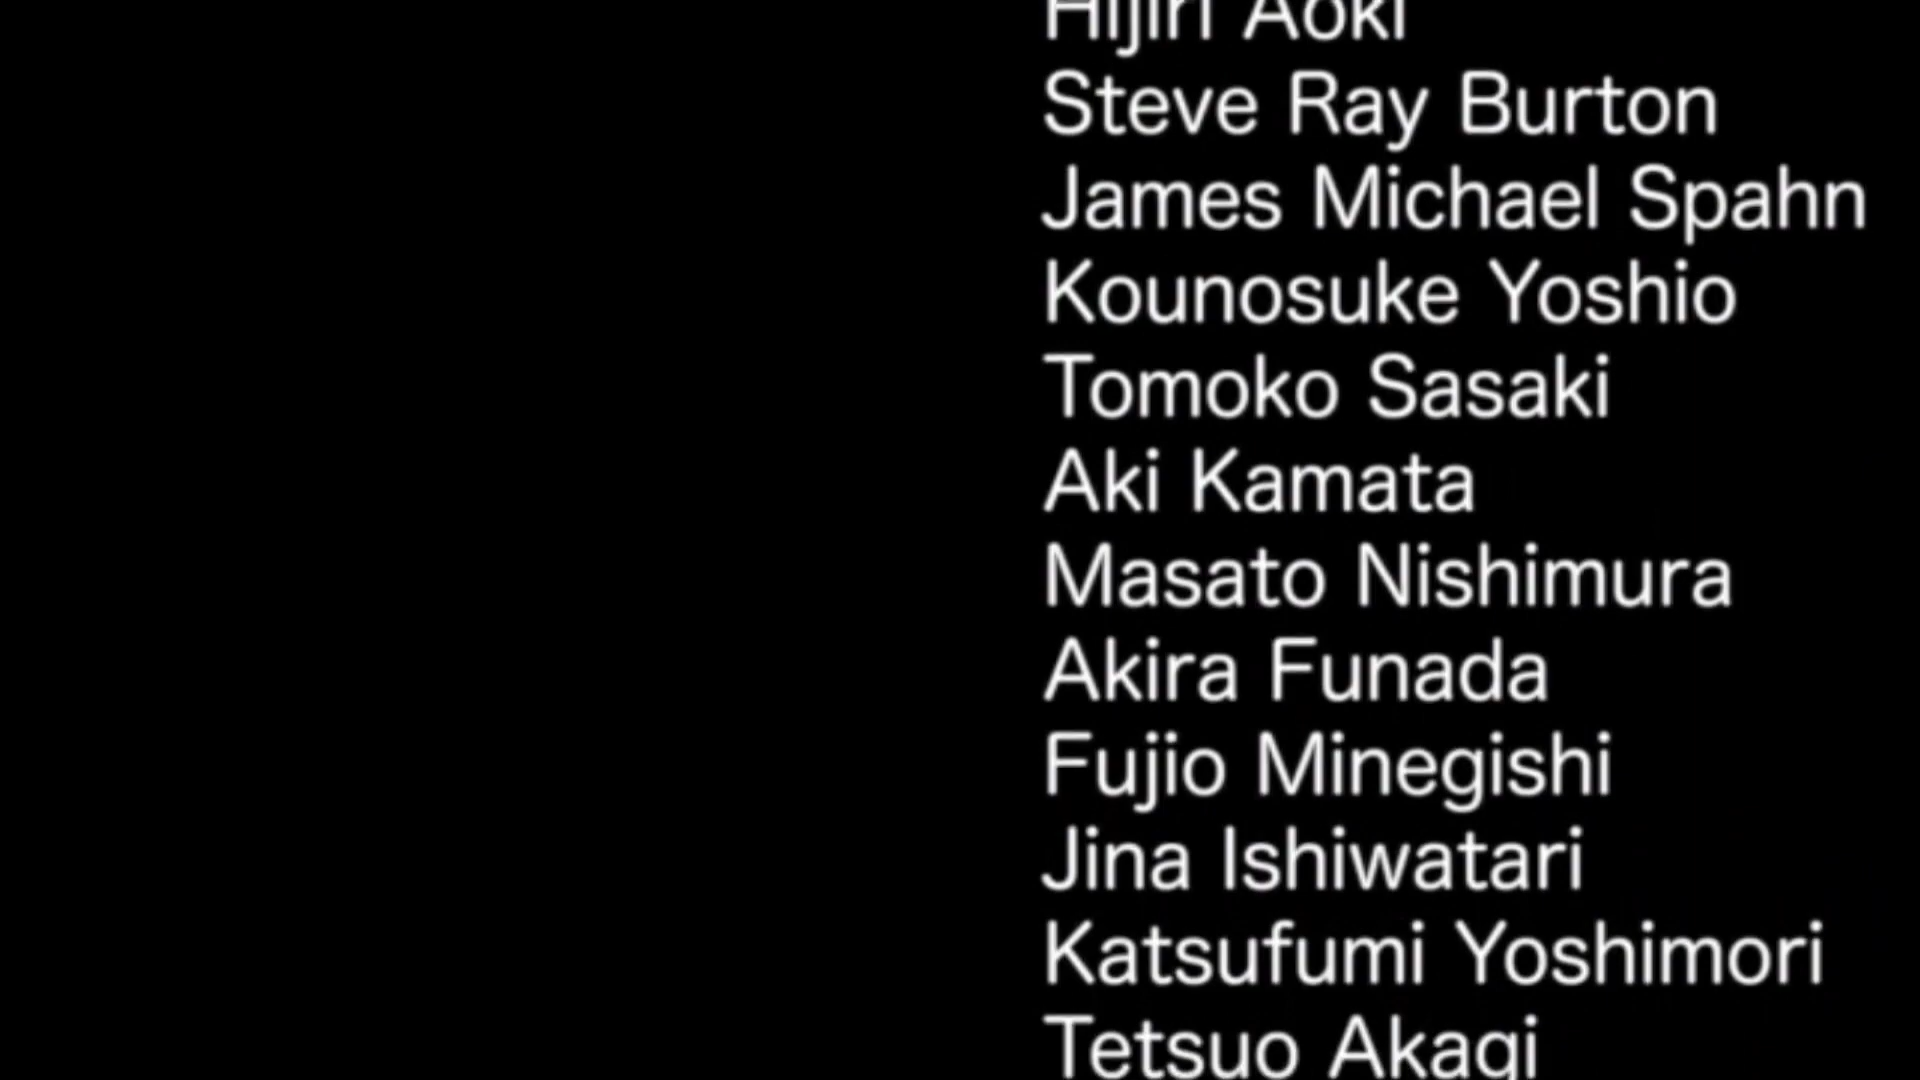 Hijiri Aoki
Steve Ray Burton
James Michael Spahn
Kounosuke Yoshio
Tomoko Sasaki
Aki Kamata
Masato Nishimura
Akira Funada
Fujio Minegishi
Jina Ishiwatari
Katsufumi Yoshimori
Tetsuo Akagi